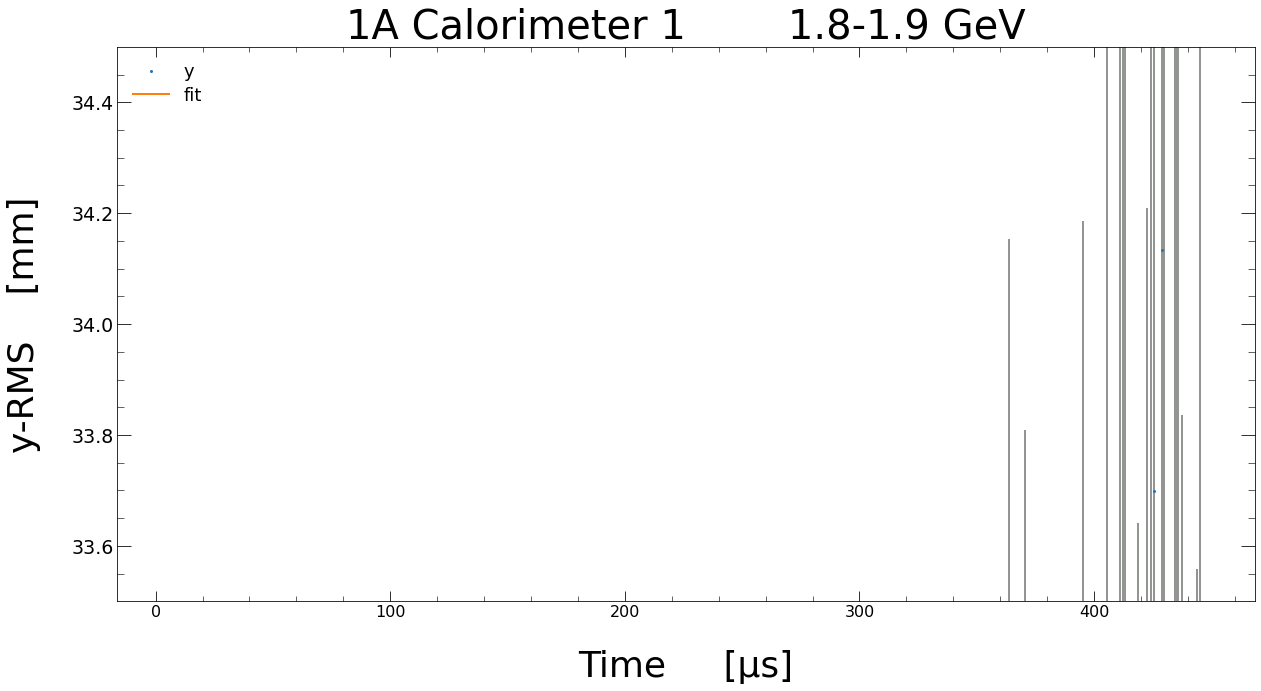 1A Calorimeter 1 1.8-1.9 GeV
y
fit
34.4
34.2
34.0
33.8
33.6
y-RMS [mm]
0 100 200 300 400
Time [μs]